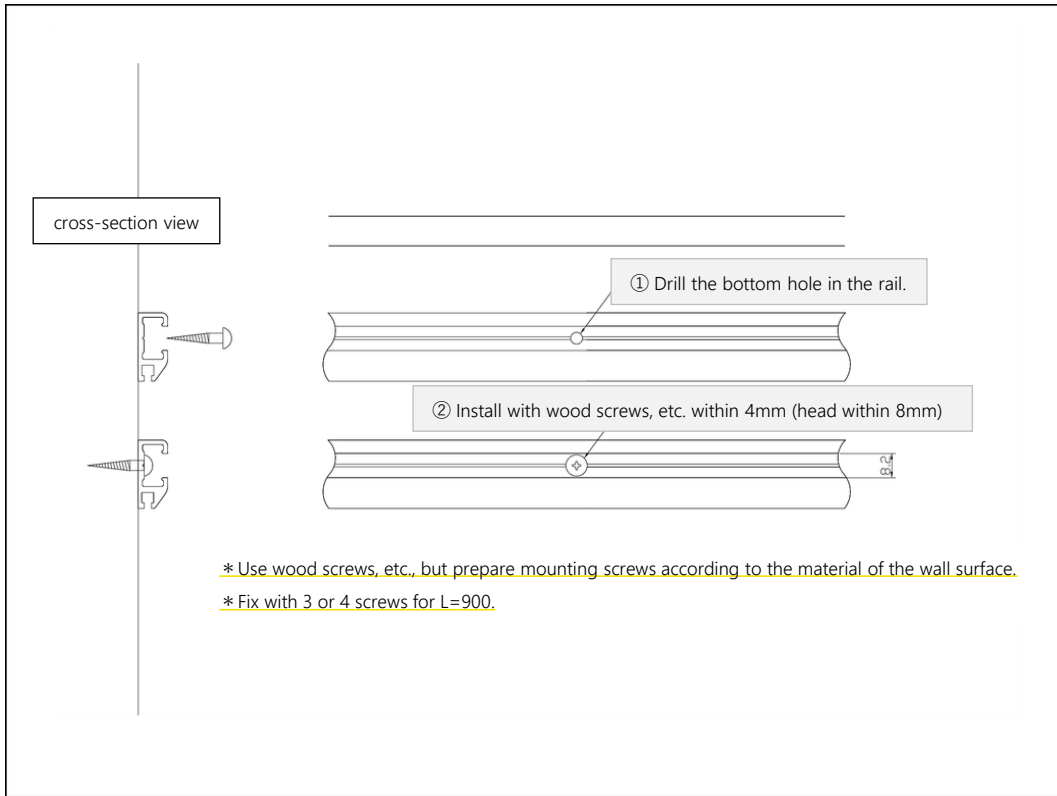 cross-section view
① Drill the bottom hole in the rail.
② Install with wood screws, etc. within 4mm (head within 8mm)
8.2
＊Use wood screws, etc., but prepare mounting screws according to the material of the wall surface.
＊Fix with 3 or 4 screws for L=900.